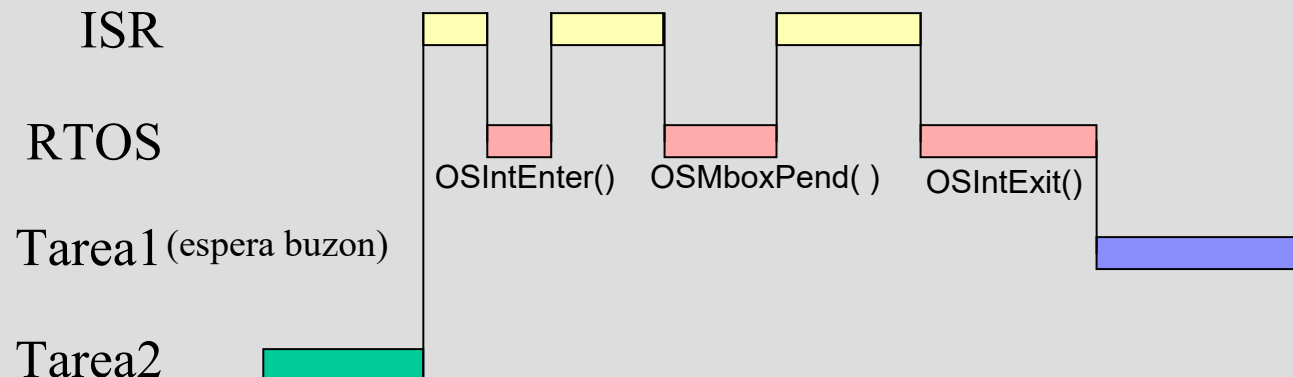 ISR
RTOS
OSIntEnter() OSMboxPend( ) OSIntExit()
Tarea1 (espera buzon)
Tarea2